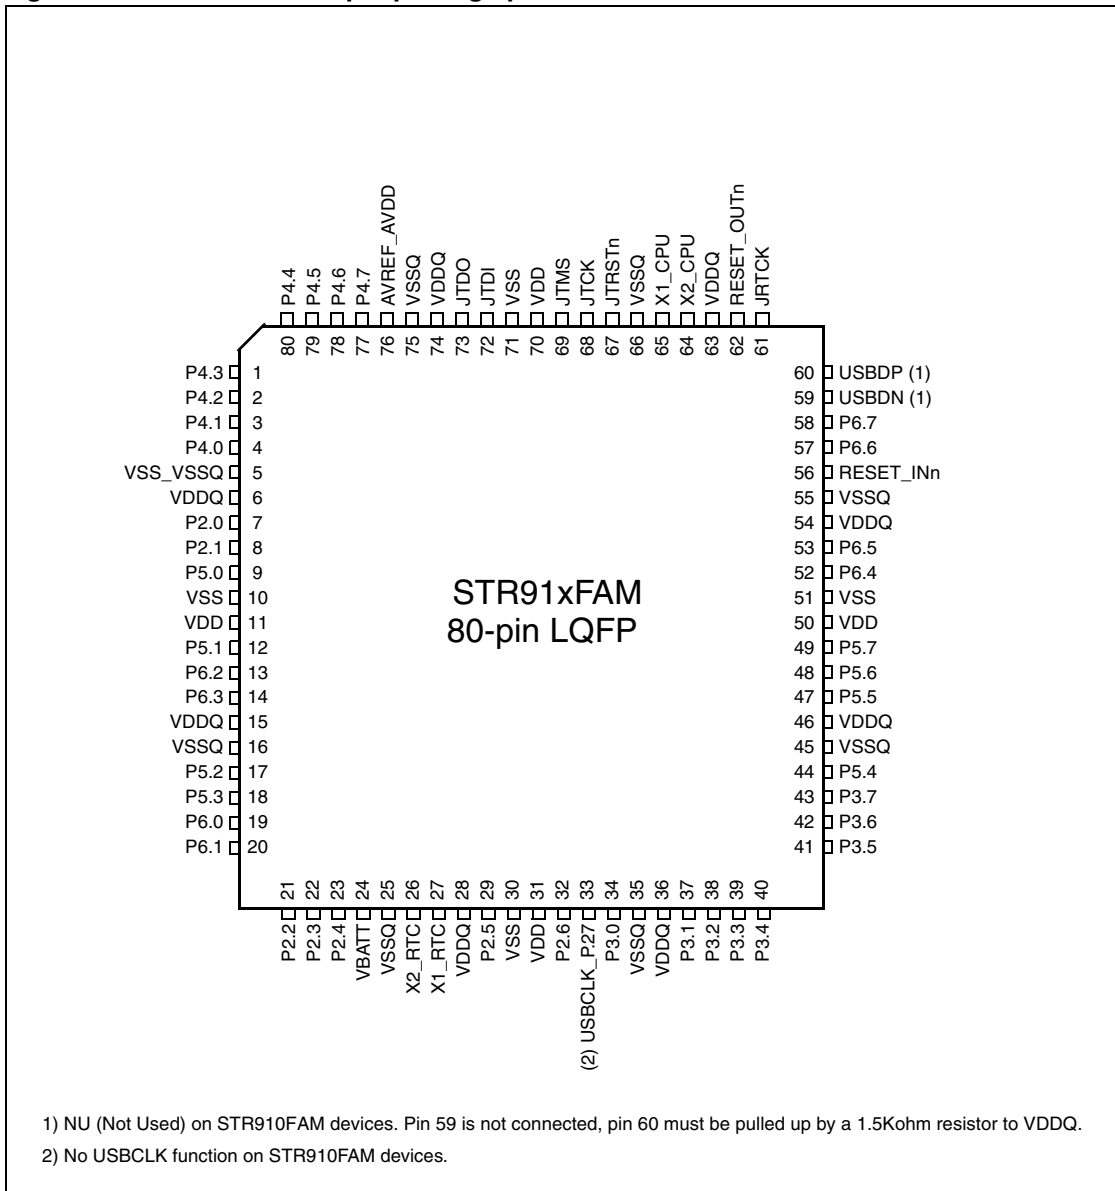 80 P4.4
79 P4.5
78 P4.6
77 P4.7
76 AVREF_AVDD
75 VSSQ
74 VDDQ
73 JTDO
72 JTDI
71 VSS
70 VDD
69 JTMS
68 JTCK
67 JTRSTn
66 VSSQ
65 X1_CPU
64 X2_CPU
63 VDDQ
62 RESET_OUTn
61 JRTCK
P4.3 1
P4.2 2
P4.1 3
P4.0 4
VSS_VSSQ 5
VDDQ 6
P2.0 7
P2.1 8
P5.0 9
VSS 10
VDD 11
P5.1 12
P6.2 13
P6.3 14
VDDQ 15
VSSQ 16
P5.2 17
P5.3 18
P6.0 19
P6.1 20
STR91xFAM
80-pin LQFP
60 USBDP (1)
59 USBDN (1)
58 P6.7
57 P6.6
56 RESET_INn
55 VSSQ
54 VDDQ
53 P6.5
52 P6.4
51 VSS
50 VDD
49 P5.7
48 P5.6
47 P5.5
46 VDDQ
45 VSSQ
44 P5.4
43 P3.7
42 P3.6
41 P3.5
P2.2 21
P2.3 22
P2.4 23
VBATT 24
VSSQ 25
X2_RTC 26
X1_RTC 27
VDDQ 28
P2.5 29
VSS 30
VDD 31
P2.6 32
(2) USBCLK_P.27 33
P3.0 34
VSSQ 35
VDDQ 36
P3.1 37
P3.2 38
P3.3 39
P3.4 40
1) NU (Not Used) on STR910FAM devices. Pin 59 is not connected, pin 60 must be pulled up by a 1.5Kohm resistor to VDDQ.
2) No USBCLK function on STR910FAM devices.